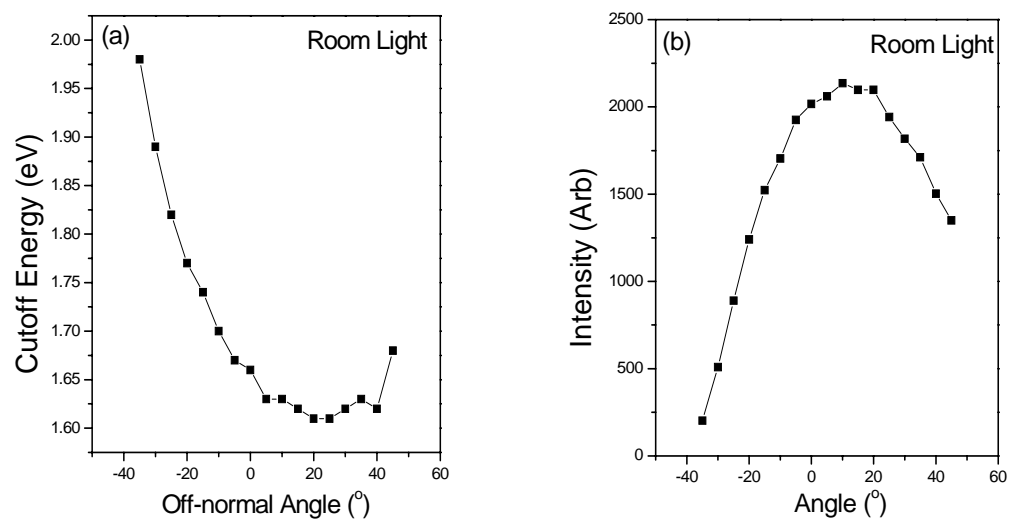 (a)
Room Light
2.00
1.95
1.90
1.85
1.80
1.75
1.70
1.65
1.60
Cutoff Energy (eV)
-40 -20 0 20 40 60
Off-normal Angle (°)
(b)
Room Light
2500
2000
1500
1000
500
0
Intensity (Arb)
-40 -20 0 20 40 60
Angle (°)